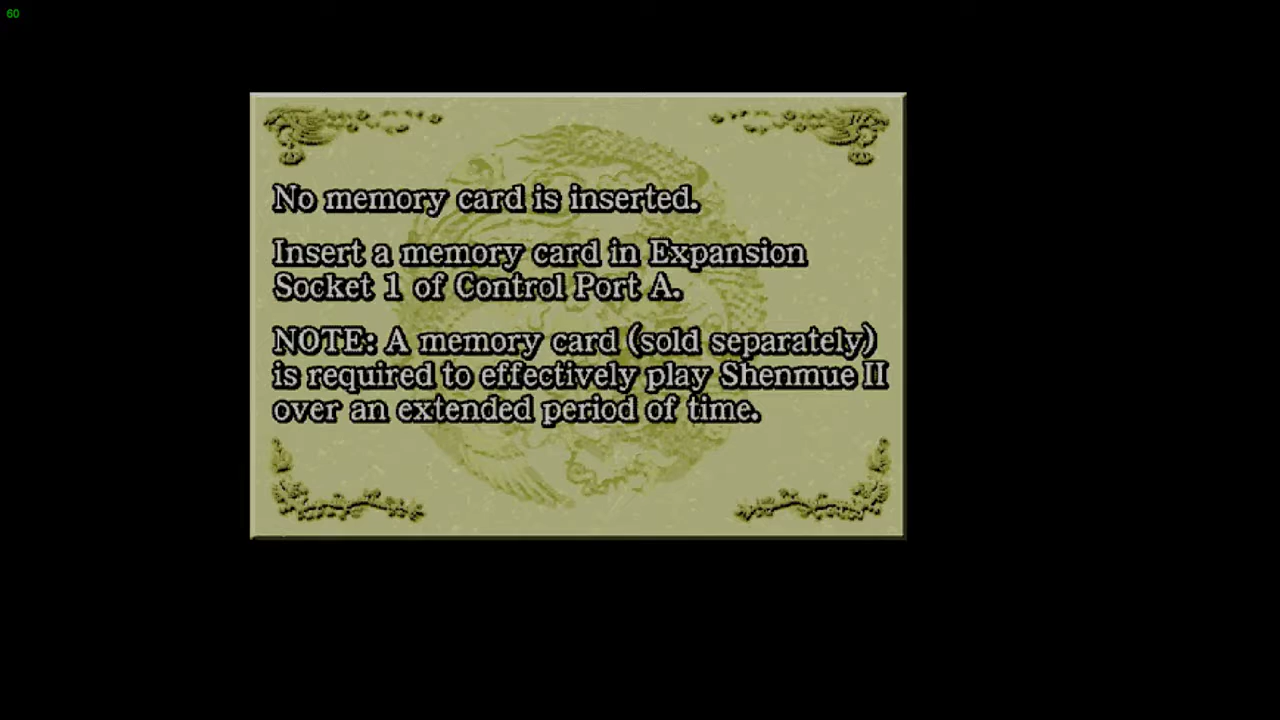 60
No memory card is inserted.
Insert a memory card in Expansion
Socket 1 of Control Port A.
NOTE: A memory card (sold separately)
is required to effectively play Shenmue II
over an extended period of time.